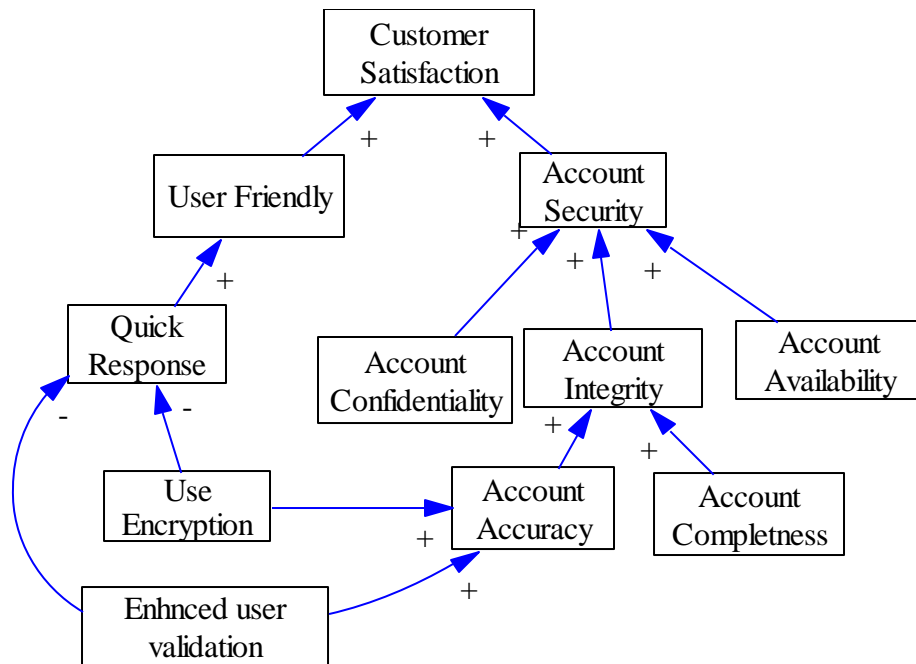 Customer
Satisfaction
+
+
User Friendly
Account
Security
+
+
+
+
Quick
Response
Account
Confidentiality
Account
Integrity
Account
Availability
-
-
+
+
Use
Encryption
Account
Accuracy
Account
Completness
+
+
Enhnced user
validation